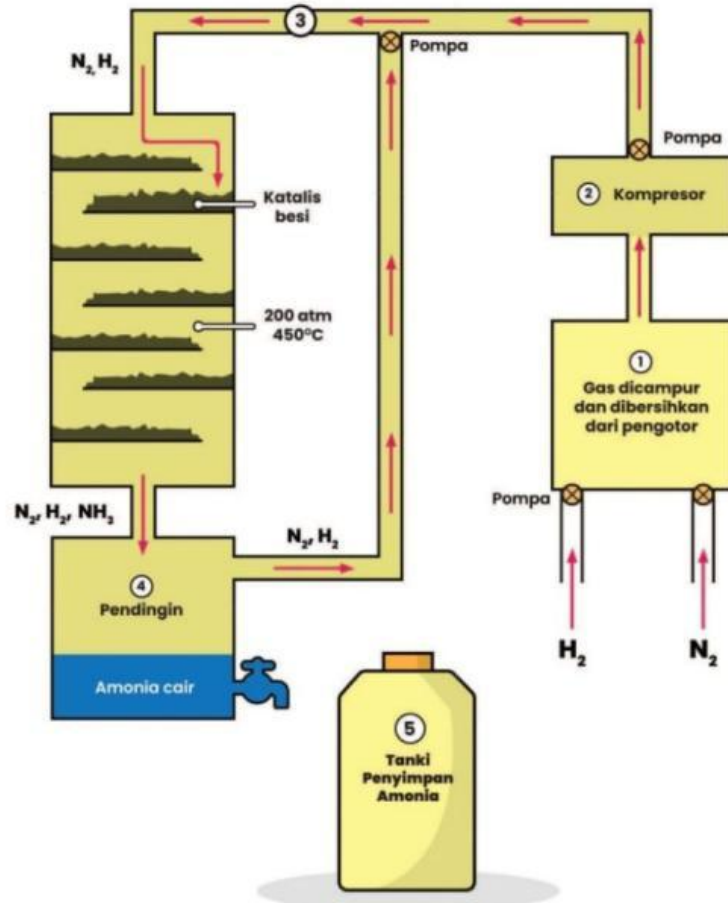 3
Pompa
N₂, H₂
Pompa
2 Kompresor
Katalis
besi
200 atm
450°C
1
Gas dicampur
dan dibersihkan
dari pengotor
Pompa
N₂, H₂, NH₃
N₂, H₂
4
Pendingin
H₂
N₂
Amonia cair
5
Tanki
Penyimpan
Amonia